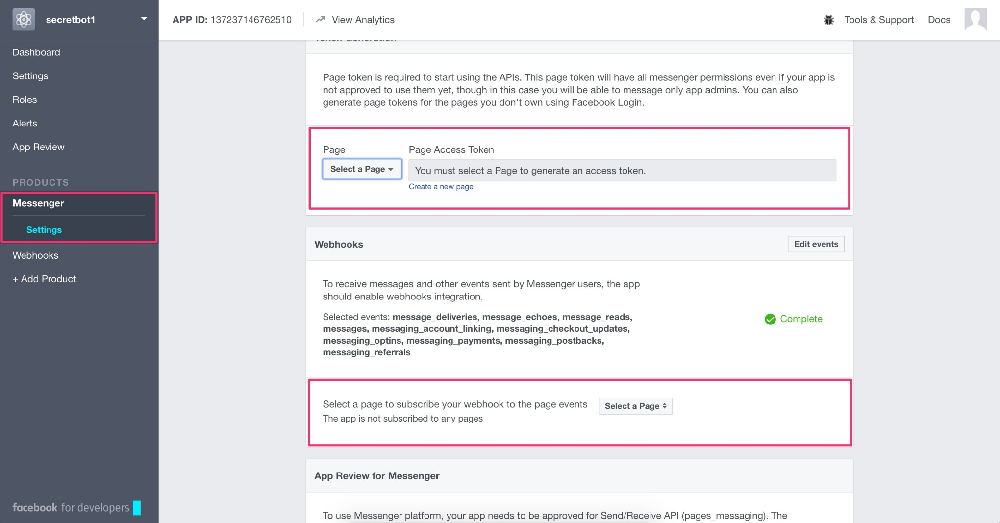 secretbot1
APP ID: 137237146762510
View Analytics
Tools & Support
Docs
Dashboard
Settings
Roles
Alerts
App Review
PRODUCTS
Messenger
Settings
Webhooks
+ Add Product
facebook for developers
Token Generation
Page token is required to start using the APIs. This page token will have all messenger permissions even if your app is
not approved to use them yet, though in this case you will be able to message only app admins. You can also
generate page tokens for the pages you don't own using Facebook Login.
Page
Page Access Token
Select a Page
You must select a Page to generate an access token.
Create a new page
Webhooks
Edit events
To receive messages and other events sent by Messenger users, the app
should enable webhooks integration.
Selected events: message_deliveries, message_echoes, message_reads,
messages, messaging_account_linking, messaging_checkout_updates,
messaging_optins, messaging_payments, messaging_postbacks,
messaging_referrals
Complete
Select a page to subscribe your webhook to the page events
Select a Page
The app is not subscribed to any pages
App Review for Messenger
To use Messenger platform, your app needs to be approved for Send/Receive API (pages_messaging). The